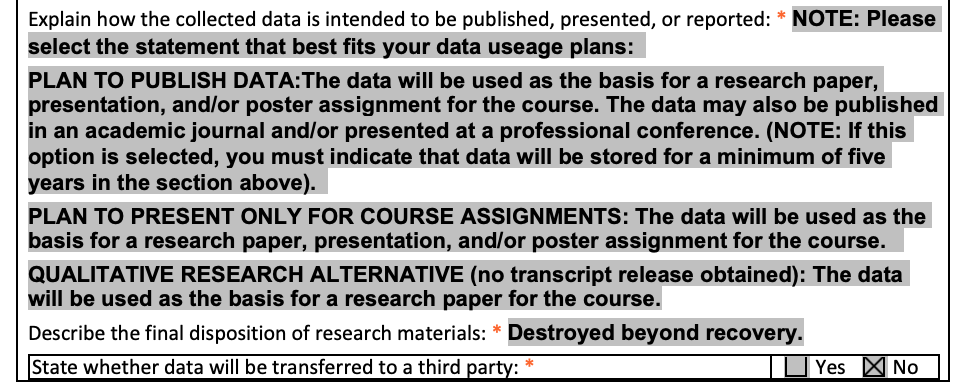 Explain how the collected data is intended to be published, presented, or reported: * NOTE: Please
select the statement that best fits your data useage plans:
PLAN TO PUBLISH DATA:The data will be used as the basis for a research paper,
presentation, and/or poster assignment for the course. The data may also be published
in an academic journal and/or presented at a professional conference. (NOTE: If this
option is selected, you must indicate that data will be stored for a minimum of five
years in the section above).
PLAN TO PRESENT ONLY FOR COURSE ASSIGNMENTS: The data will be used as the
basis for a research paper, presentation, and/or poster assignment for the course.
QUALITATIVE RESEARCH ALTERNATIVE (no transcript release obtained): The data
will be used as the basis for a research paper for the course.
Describe the final disposition of research materials: * Destroyed beyond recovery.
State whether data will be transferred to a third party: * Yes No